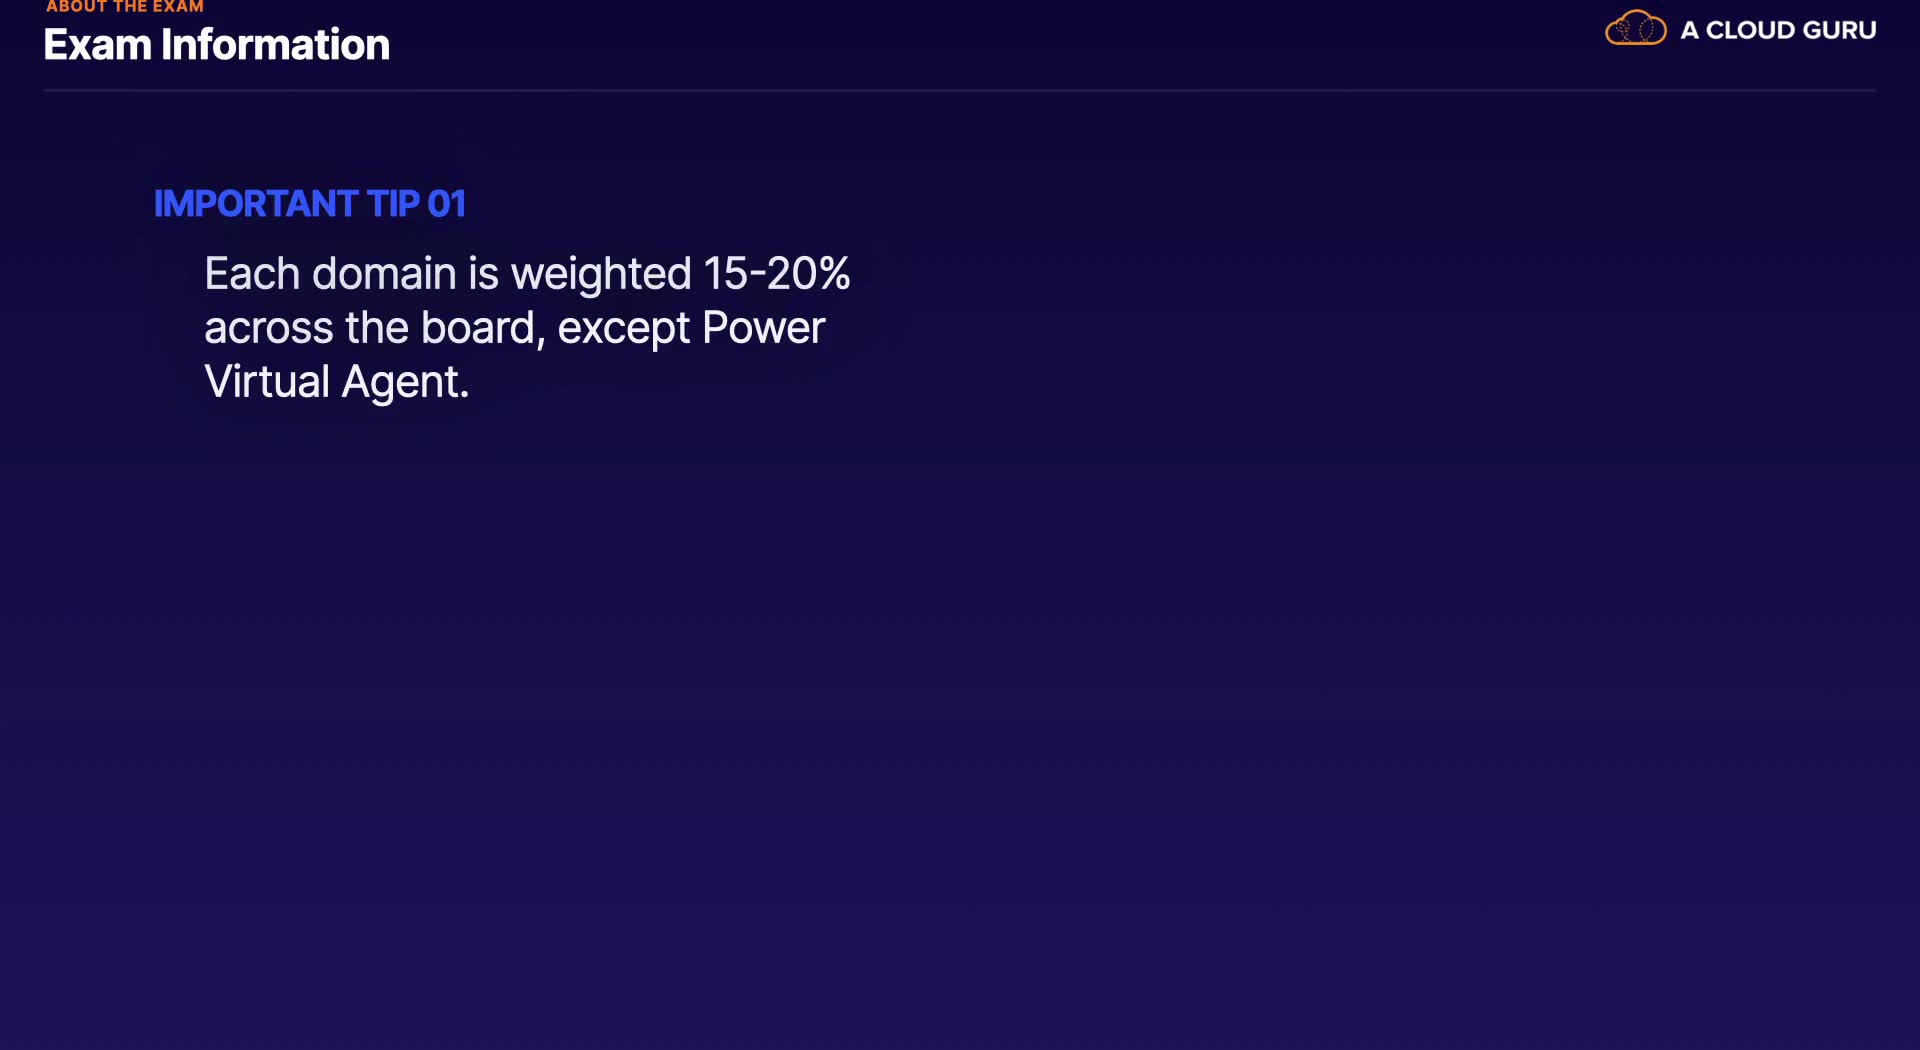 ABOUT THE EXAM
Exam Information
A CLOUD GURU
IMPORTANT TIP 01
Each domain is weighted 15-20%
across the board, except Power
Virtual Agent.